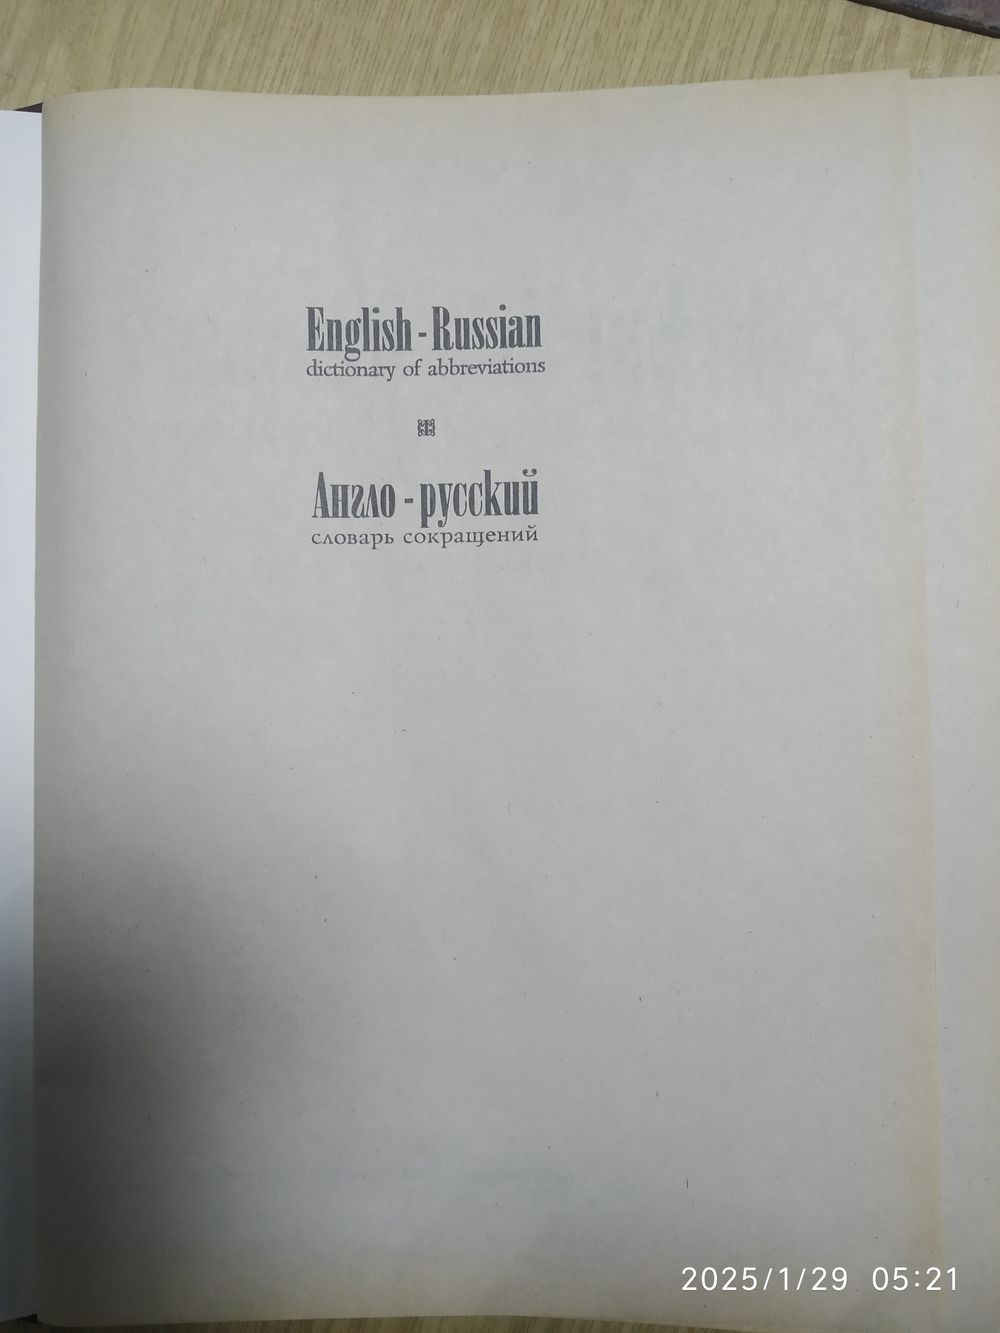 English-Russian
dictionary of abbreviations
Англо-русский
словарь сокращений
2025/1/29 05:21